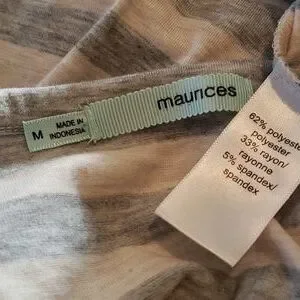 maurices
M
MADE IN
INDONESIA
62% polyester/
polyester
33% rayon/
rayonne
5% spandex/
spandex